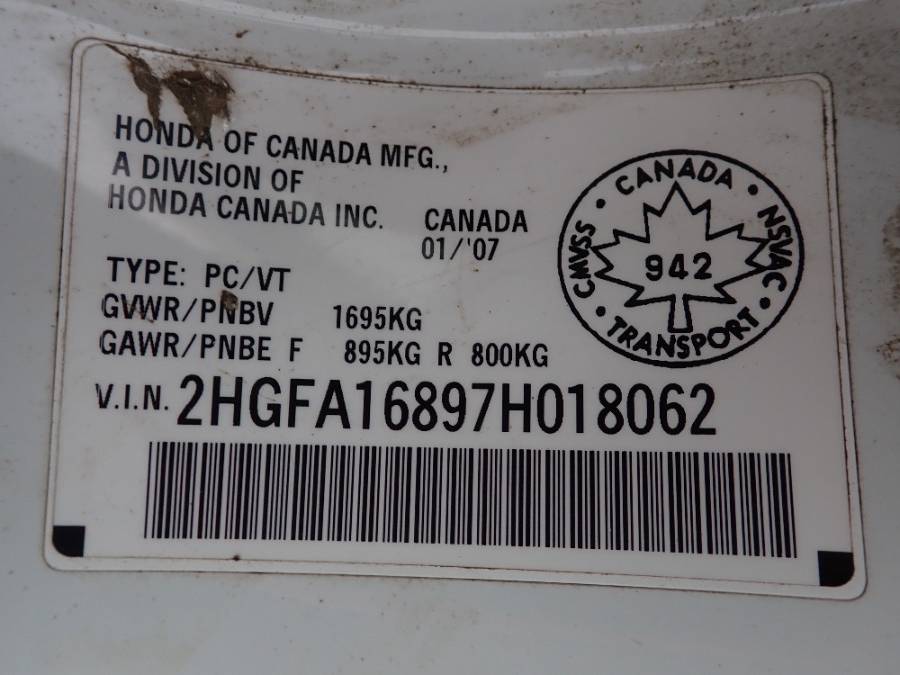 HONDA OF CANADA MFG.,
A DIVISION OF
HONDA CANADA INC. CANADA
01/'07
TYPE: PC/VT
GVWR/PNBV 1695KG
GAWR/PNBE F 895KG R 800KG
V.I.N. 2HGFA16897H018062
CMVSS • CANADA • NSVAC • TRANSPORT •
942